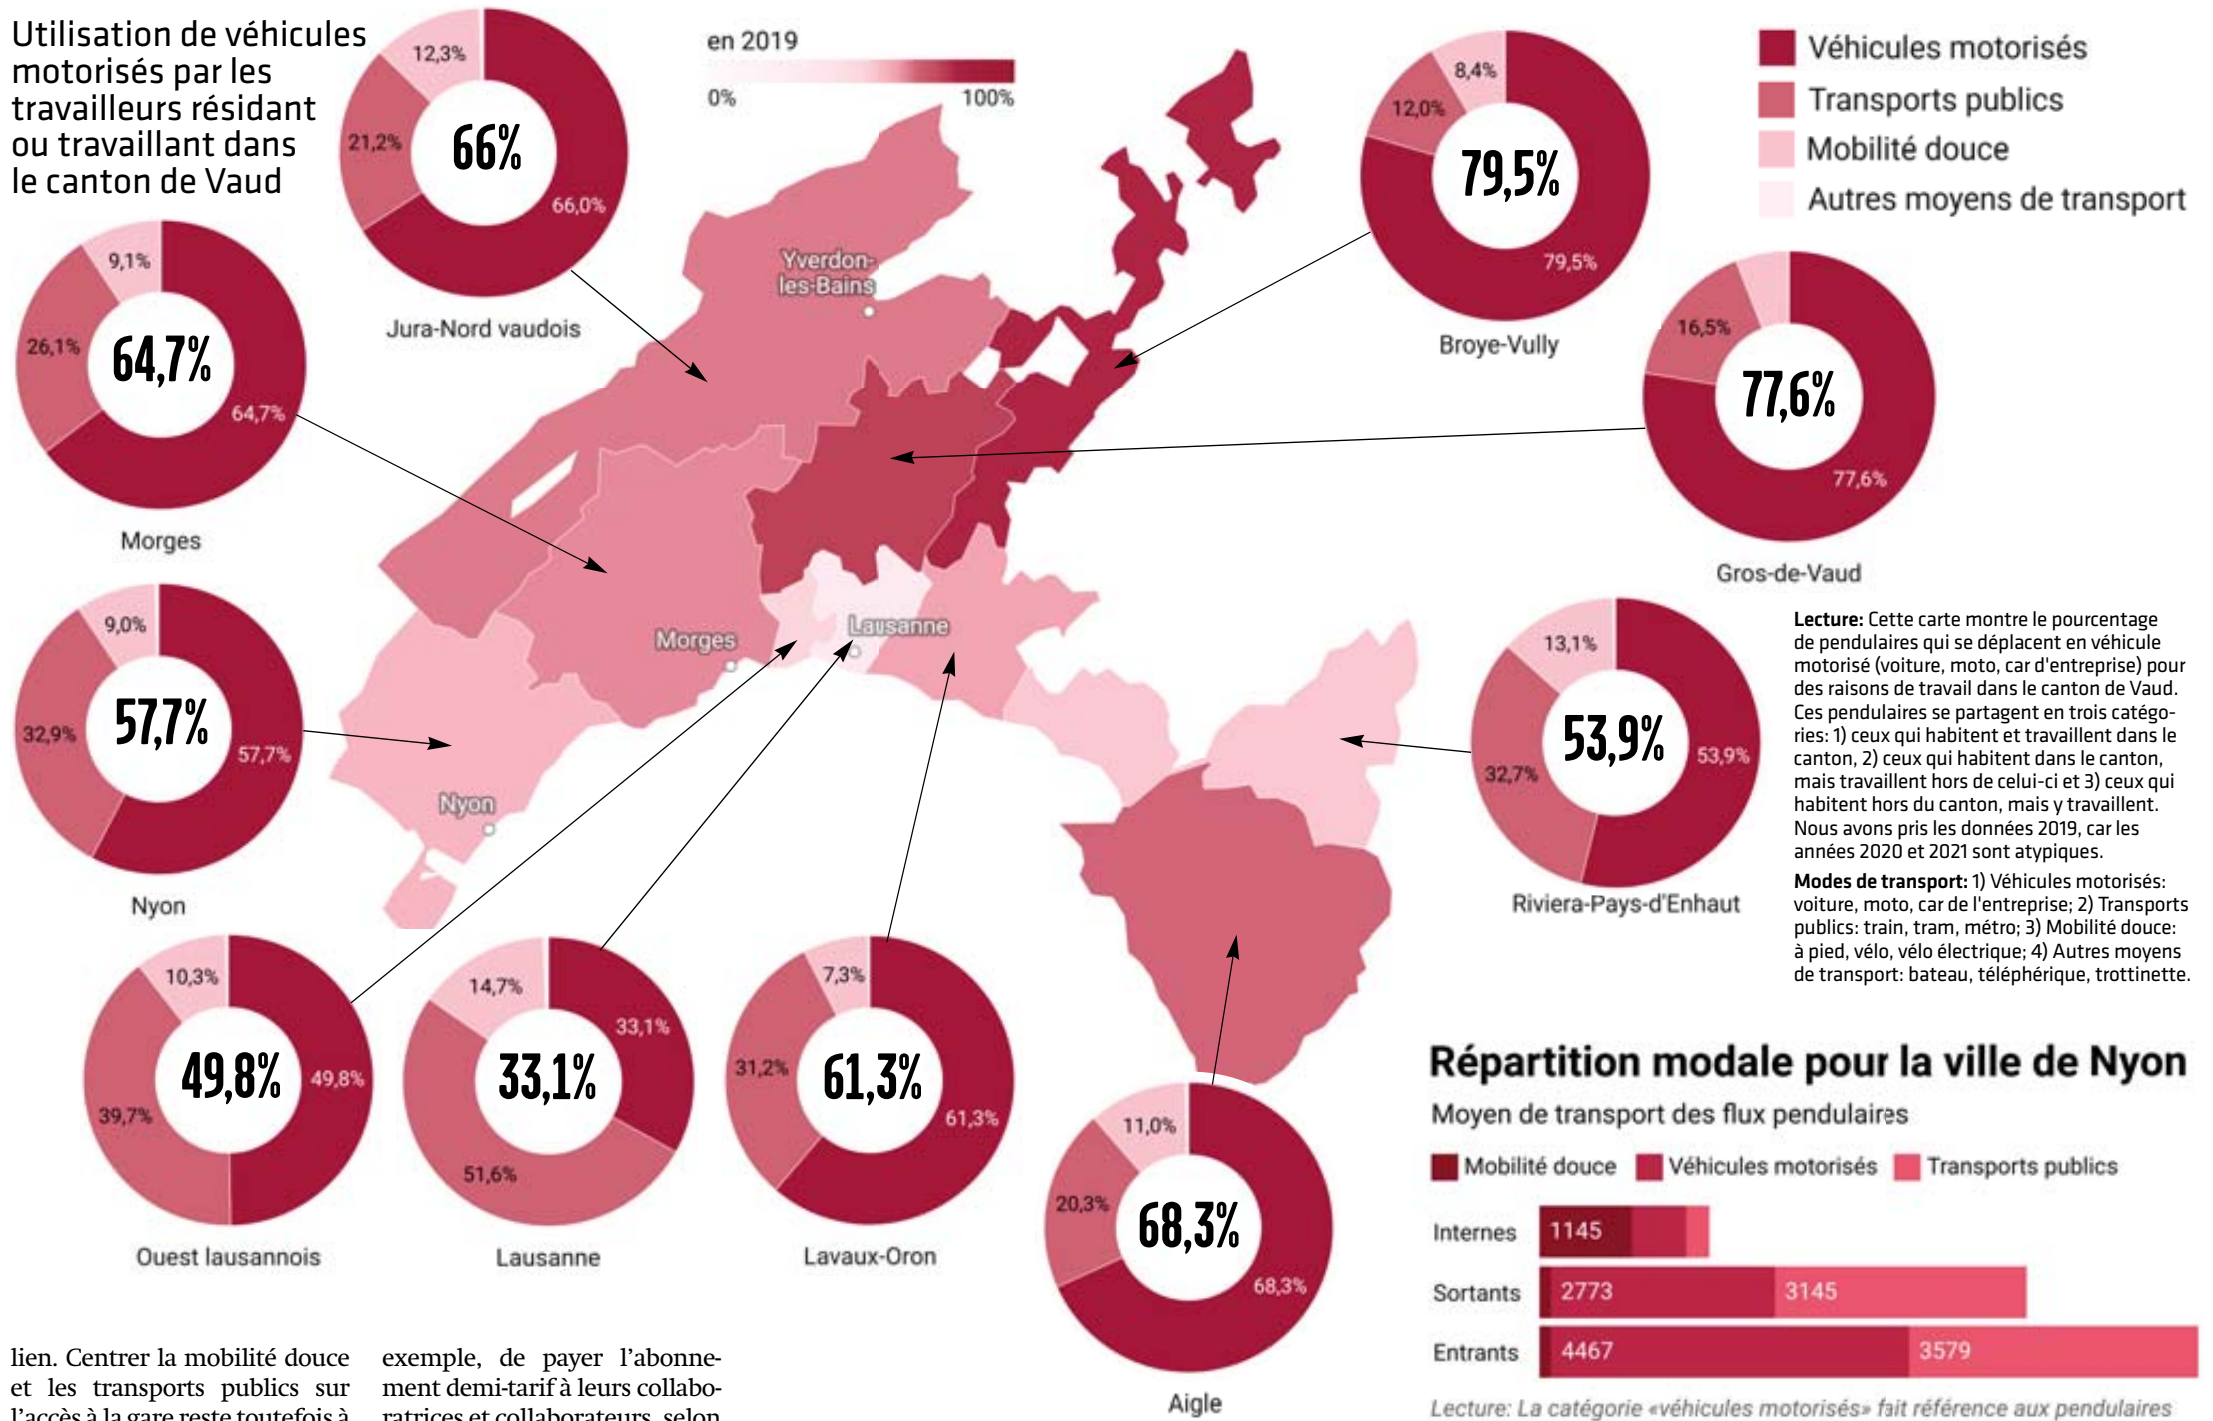 Utilisation de véhicules
motorisés par les
travailleurs résidant
ou travaillant dans
le canton de Vaud
en 2019
0%
100%
Véhicules motorisés
Transports publics
Mobilité douce
Autres moyens de transport
12,3%
21,2%
66%
66,0%
Jura-Nord vaudois
8,4%
12,0%
79,5%
79,5%
Broye-Vully
9,1%
26,1%
64,7%
64,7%
Morges
16,5%
77,6%
77,6%
Gros-de-Vaud
Yverdon-
les-Bains
Morges
Lausanne
Nyon
9,0%
32,9%
57,7%
57,7%
Nyon
13,1%
32,7%
53,9%
53,9%
Riviera-Pays-d'Enhaut
Lecture: Cette carte montre le pourcentage
de pendulaires qui se déplacent en véhicule
motorisé (voiture, moto, car d'entreprise) pour
des raisons de travail dans le canton de Vaud.
Ces pendulaires se partagent en trois catégo-
ries: 1) ceux qui habitent et travaillent dans le
canton, 2) ceux qui habitent dans le canton,
mais travaillent hors de celui-ci et 3) ceux qui
habitent hors du canton, mais y travaillent.
Nous avons pris les données 2019, car les
années 2020 et 2021 sont atypiques.
Modes de transport: 1) Véhicules motorisés:
voiture, moto, car de l'entreprise; 2) Transports
publics: train, tram, métro; 3) Mobilité douce:
à pied, vélo, vélo électrique; 4) Autres moyens
de transport: bateau, téléphérique, trottinette.
10,3%
39,7%
49,8%
49,8%
Ouest lausannois
14,7%
33,1%
33,1%
51,6%
Lausanne
7,3%
31,2%
61,3%
61,3%
Lavaux-Oron
11,0%
20,3%
68,3%
68,3%
Aigle
Répartition modale pour la ville de Nyon
Moyen de transport des flux pendulaires
Mobilité douce Véhicules motorisés Transports publics
Internes 1145
Sortants 2773 3145
Entrants 4467 3579
Lecture: La catégorie «véhicules motorisés» fait référence aux pendulaires
lien. Centrer la mobilité douce
et les transports publics sur
l'accès à la gare reste toutefois à
exemple, de payer l'abonne-
ment demi-tarif à leurs collabo-
ratrices et collaborateurs, selon